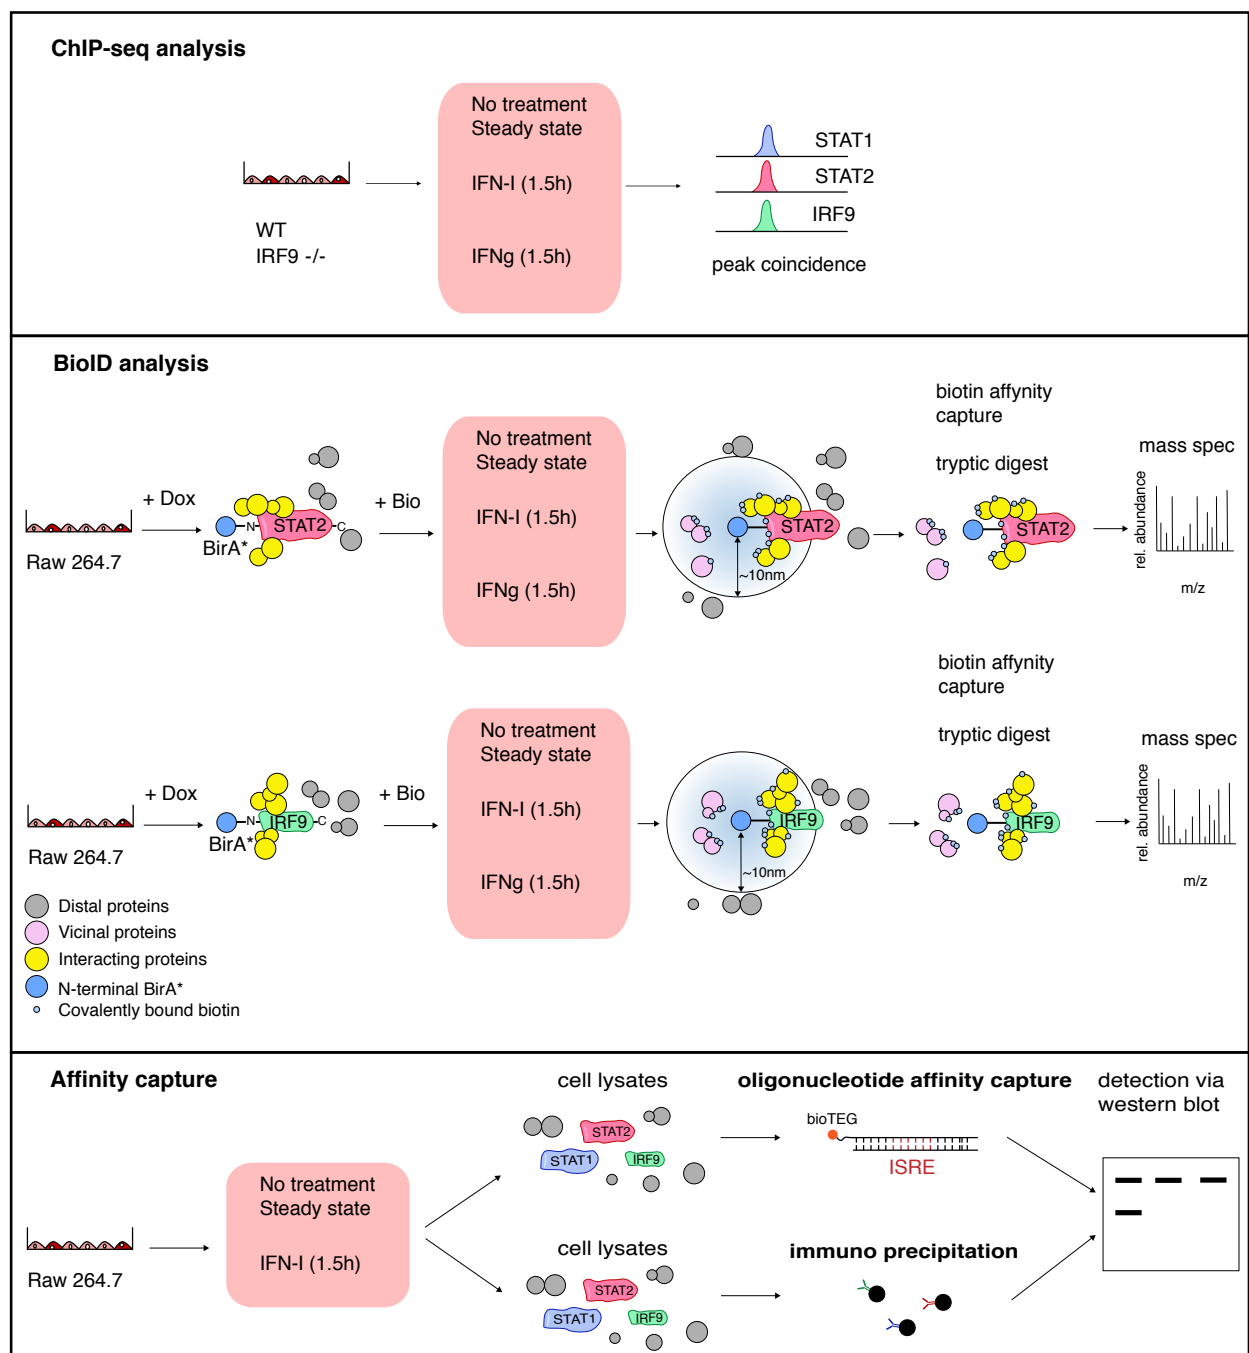 ChIP-seq analysis
No treatment
Steady state
IFN-I (1.5h)
IFNg (1.5h)
WT
IRF9 -/-
STAT1
STAT2
IRF9
peak coincidence
BioID analysis
Raw 264.7
+ Dox
BirA*
N
STAT2
C
+ Bio
No treatment
Steady state
IFN-I (1.5h)
IFNg (1.5h)
STAT2
~10nm
biotin affynity
capture
tryptic digest
STAT2
mass spec
rel. abundance
m/z
Raw 264.7
+ Dox
BirA*
N
IRF9
C
+ Bio
No treatment
Steady state
IFN-I (1.5h)
IFNg (1.5h)
IRF9
~10nm
biotin affynity
capture
tryptic digest
IRF9
mass spec
rel. abundance
m/z
Distal proteins
Vicinal proteins
Interacting proteins
N-terminal BirA*
Covalently bound biotin
Affinity capture
Raw 264.7
No treatment
Steady state
IFN-I (1.5h)
cell lysates
STAT2
STAT1
IRF9
oligonucleotide affinity capture
bioTEG
ISRE
detection via
western blot
cell lysates
STAT2
STAT1
IRF9
immuno precipitation